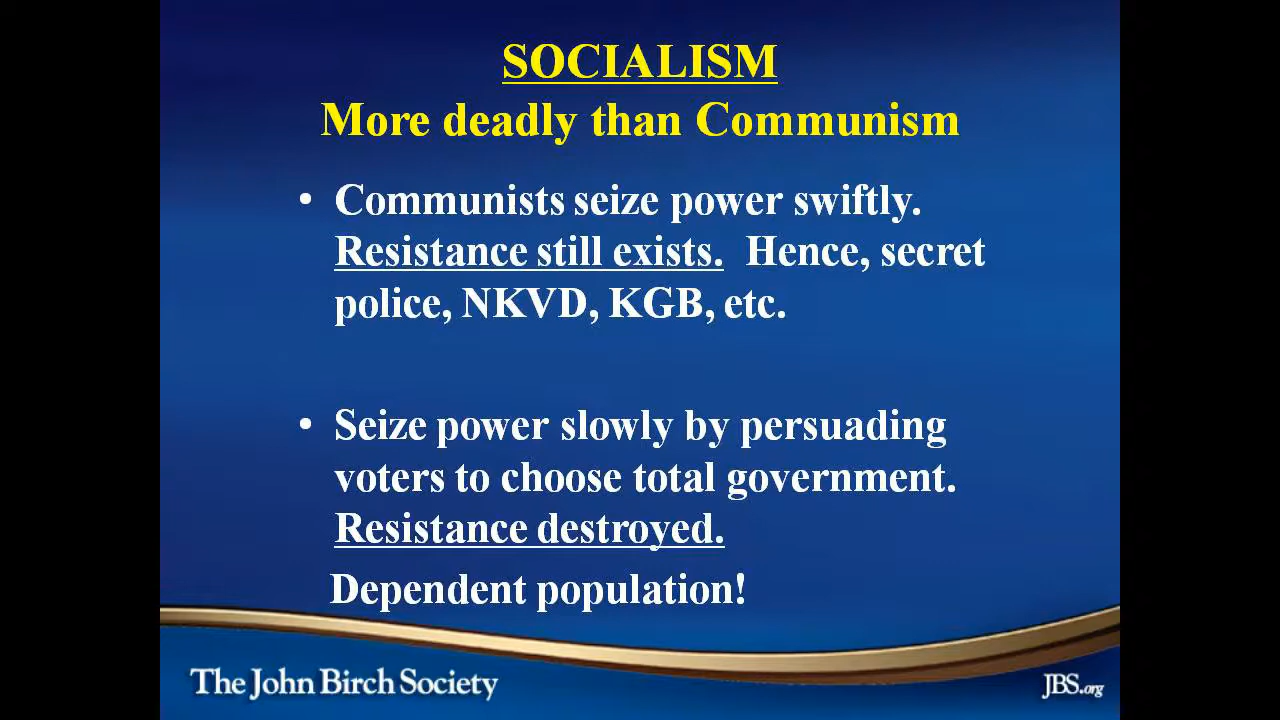 SOCIALISM
More deadly than Communism
• Communists seize power swiftly.
Resistance still exists. Hence, secret
police, NKVD, KGB, etc.
• Seize power slowly by persuading
voters to choose total government.
Resistance destroyed.
Dependent population!
The John Birch Society
JBS.org